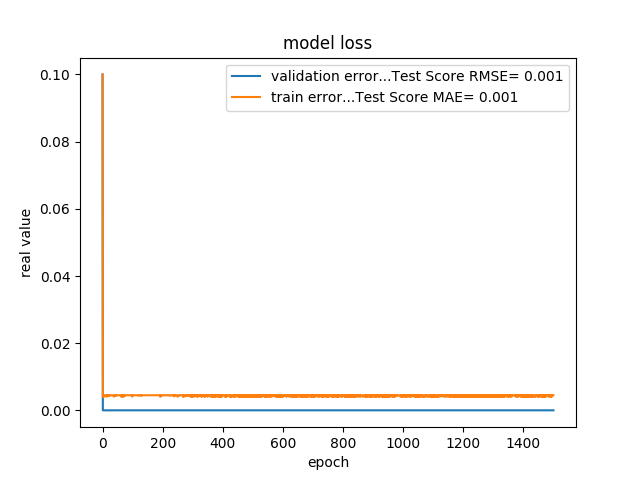 model loss
validation error...Test Score RMSE= 0.001
train error...Test Score MAE= 0.001
real value
0.10
0.08
0.06
0.04
0.02
0.00
0 200 400 600 800 1000 1200 1400
epoch